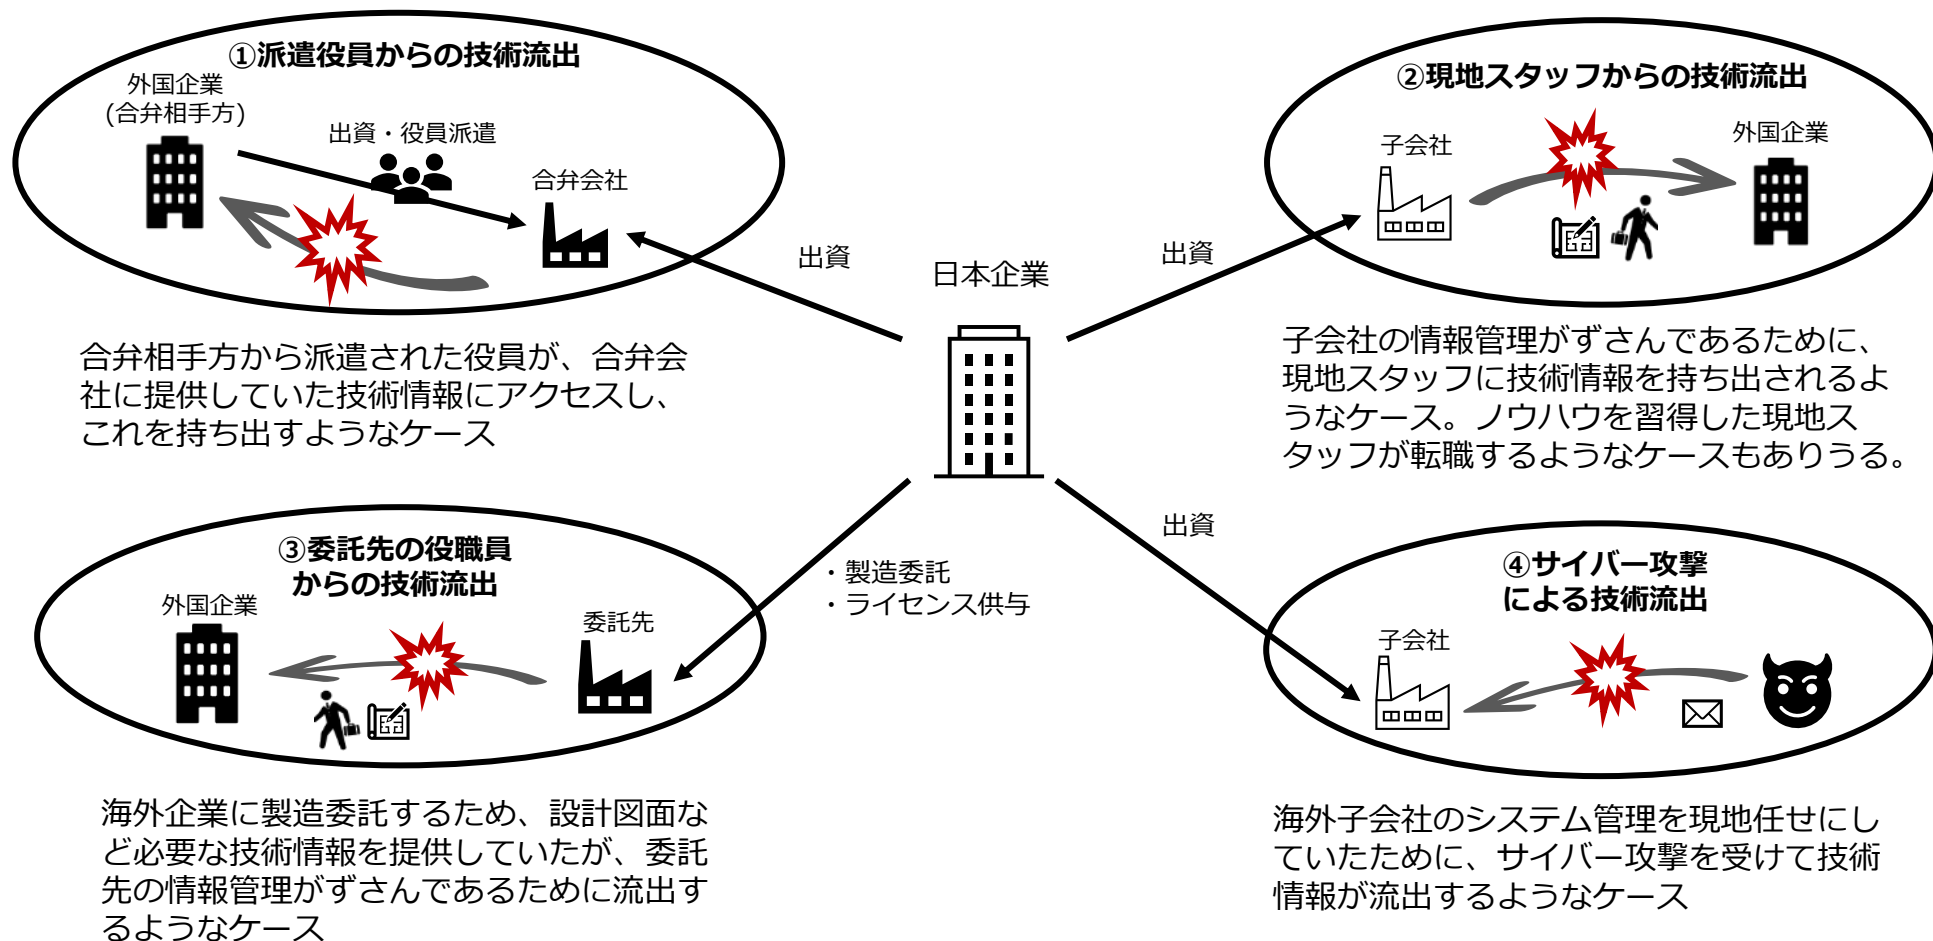 ①派遣役員からの技術流出
外国企業
(合弁相手方)
出資・役員派遣
合弁会社
出資
合弁相手方から派遣された役員が、合弁会
社に提供していた技術情報にアクセスし、
これを持ち出すようなケース
日本企業
②現地スタッフからの技術流出
子会社
外国企業
出資
子会社の情報管理がずさんであるために、
現地スタッフに技術情報を持ち出されるよ
うなケース。ノウハウを習得した現地ス
タッフが転職するようなケースもありうる。
③委託先の役職員
からの技術流出
外国企業
委託先
・製造委託
・ライセンス供与
海外企業に製造委託するため、設計図面な
ど必要な技術情報を提供していたが、委託
先の情報管理がずさんであるために流出す
るようなケース
④サイバー攻撃
による技術流出
子会社
出資
海外子会社のシステム管理を現地任せにし
ていたために、サイバー攻撃を受けて技術
情報が流出するようなケース